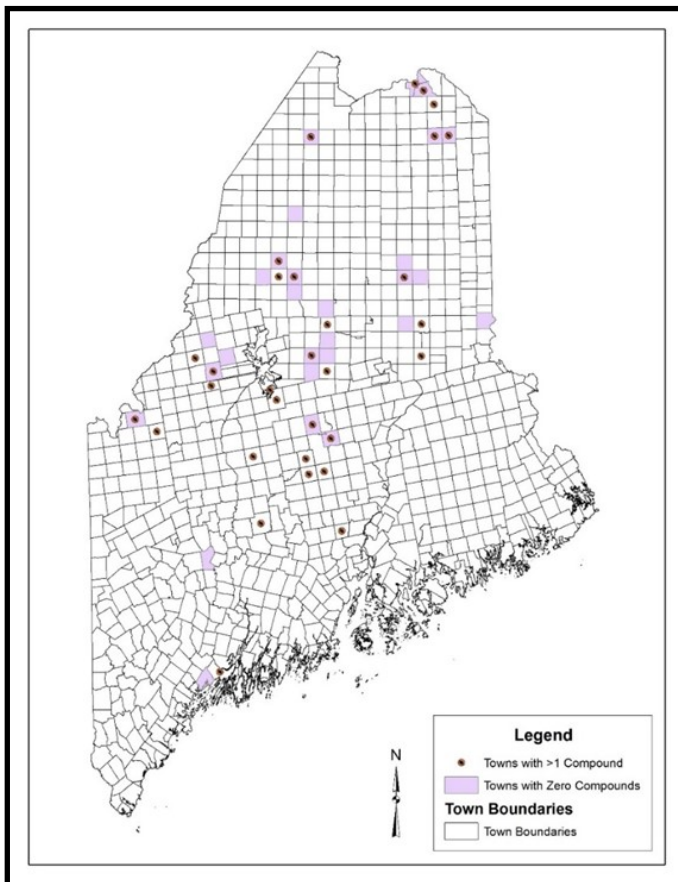 N
Legend
Towns with >1 Compound
Towns with Zero Compounds
Town Boundaries
Town Boundaries